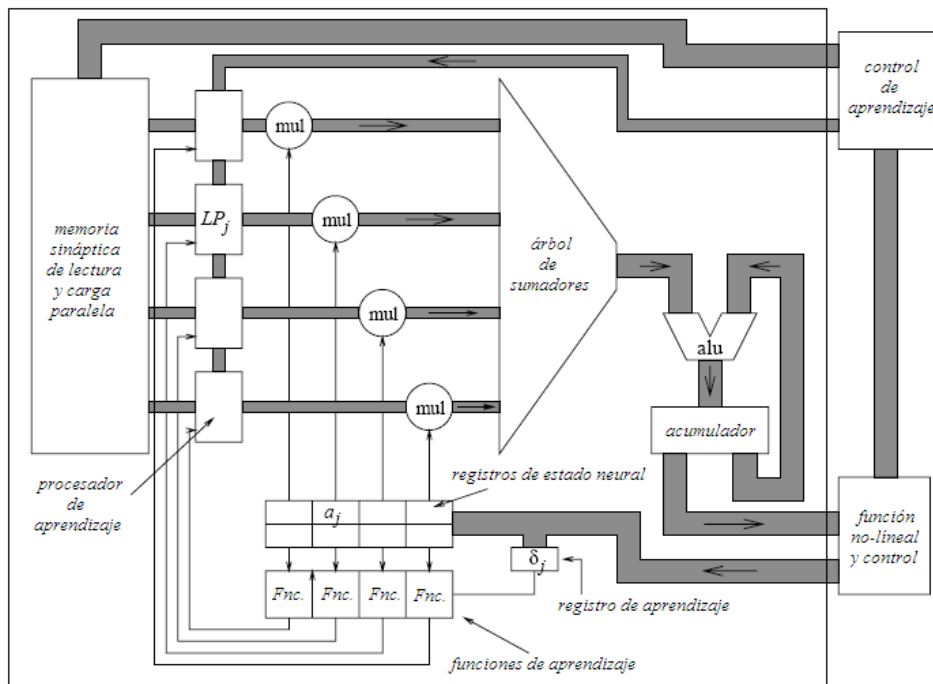 control
de
aprendizaje
mul
memoria
sináptica
de lectura
y carga
paralela
LPj
mul
árbol
de
sumadores
mul
alu
mul
acumulador
procesador
de
aprendizaje
registros de estado neural
aj
función
no-líneal
y control
δj
Fnc. Fnc. Fnc. Fnc.
registro de aprendizaje
funciones de aprendizaje